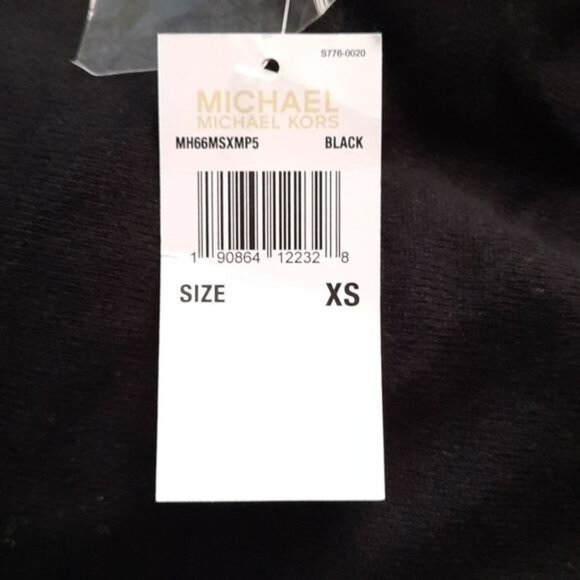 S776-0020
MICHAEL
MICHAEL KORS
MH66MSXMP5 BLACK
1 90864 12232 8
SIZE XS